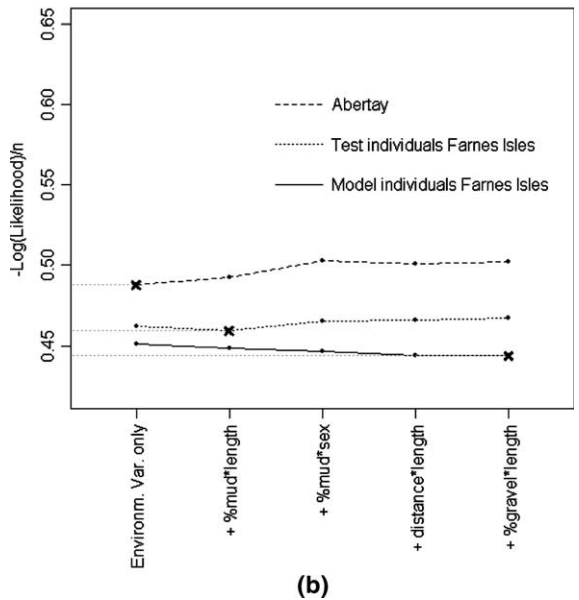 0.65
0.60
0.55
0.50
0.45
-Log(Likelihood)/n
Abertay
Test individuals Farnes Isles
Model individuals Farnes Isles
Environm. Var. only
+ %mud*length
+ %mud*sex
+ distance*length
+ %gravel*length
(b)